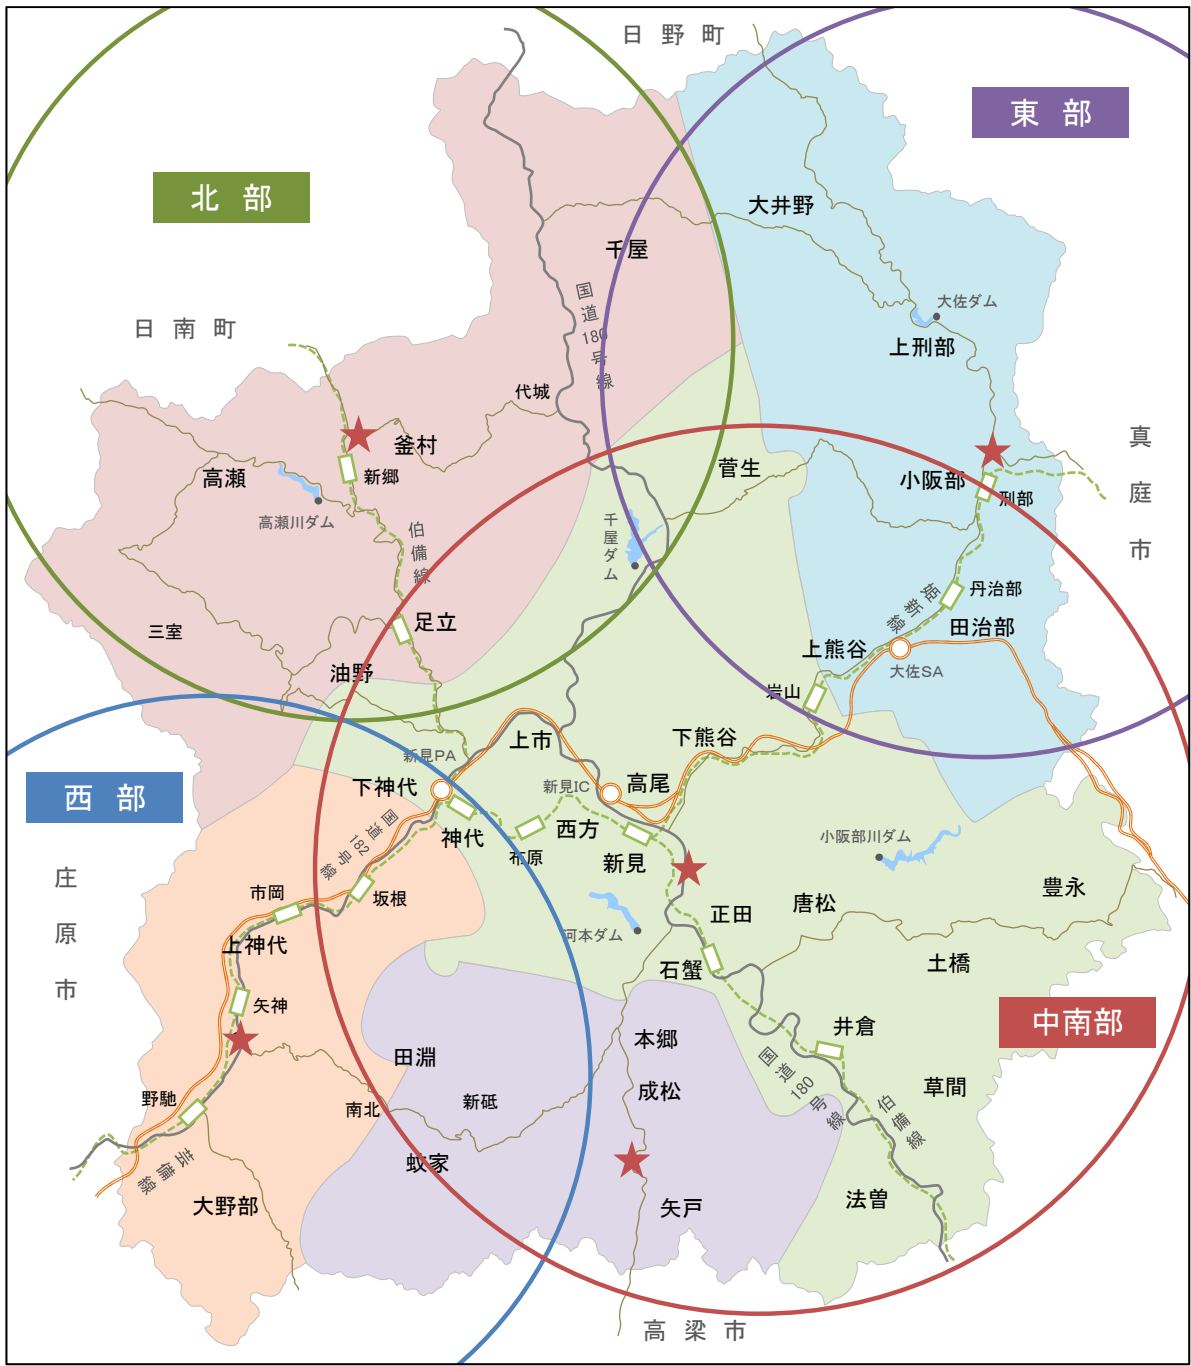 日野町
東部
北部
大井野
千屋
国道180号線
大佐ダム
日南町
上刑部
代城
真庭市
釜村
菅生
高瀬
新郷
小阪部
刑部
高瀬川ダム
伯備線
千屋ダム
姫新線
丹治部
三室
足立
田治部
上熊谷
大佐SA
油野
岩山
上市
下熊谷
新見PA
西部
下神代
新見IC
高尾
国道182号線
神代
布原
西方
新見
小阪部川ダム
庄原市
市岡
坂根
豊永
唐松
正田
上神代
河本ダム
石蟹
土橋
矢神
中南部
本郷
井倉
田淵
国道180号線
野馳
南北
新砥
成松
草間
伯備線
芸備線
蚊家
大野部
矢戸
法曽
高梁市